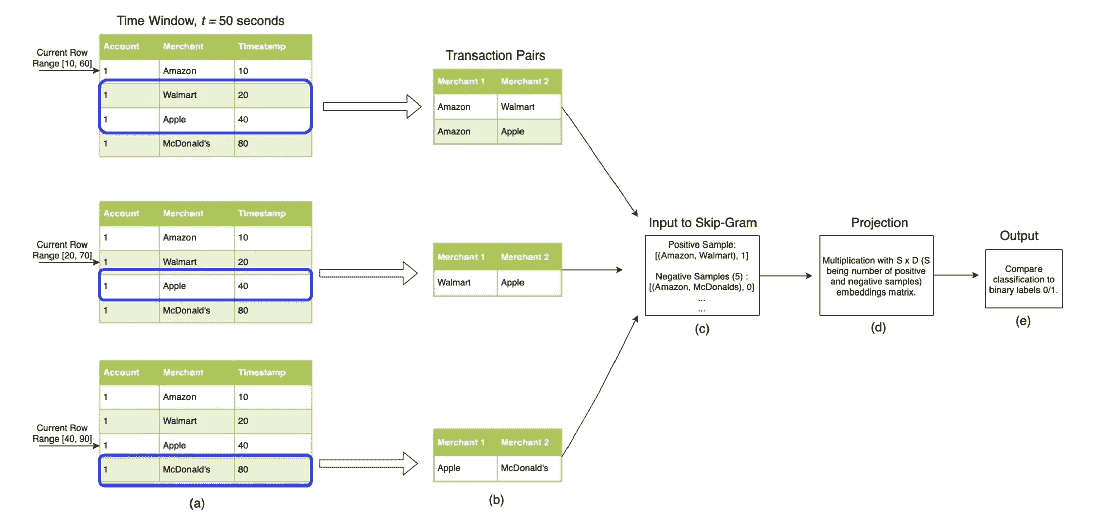 Time Window, t = 50 seconds
Current Row
Range [10, 60]
Account Merchant Timestamp
1 Amazon 10
1 Walmart 20
1 Apple 40
1 McDonald's 80
Transaction Pairs
Merchant 1 Merchant 2
Amazon Walmart
Amazon Apple
Current Row
Range [20, 70]
Account Merchant Timestamp
1 Amazon 10
1 Walmart 20
1 Apple 40
1 McDonald's 80
Merchant 1 Merchant 2
Walmart Apple
Current Row
Range [40, 90]
Account Merchant Timestamp
1 Amazon 10
1 Walmart 20
1 Apple 40
1 McDonald's 80
(a)
Merchant 1 Merchant 2
Apple McDonald's
(b)
Input to Skip-Gram
Positive Sample:
[(Amazon, Walmart), 1]
Negative Samples (5) :
[(Amazon, McDonalds), 0]
...
...
(c)
Projection
Multiplication with S x D (S
being number of positive
and negative samples)
embeddings matrix.
(d)
Output
Compare
classification to
binary labels 0/1.
(e)